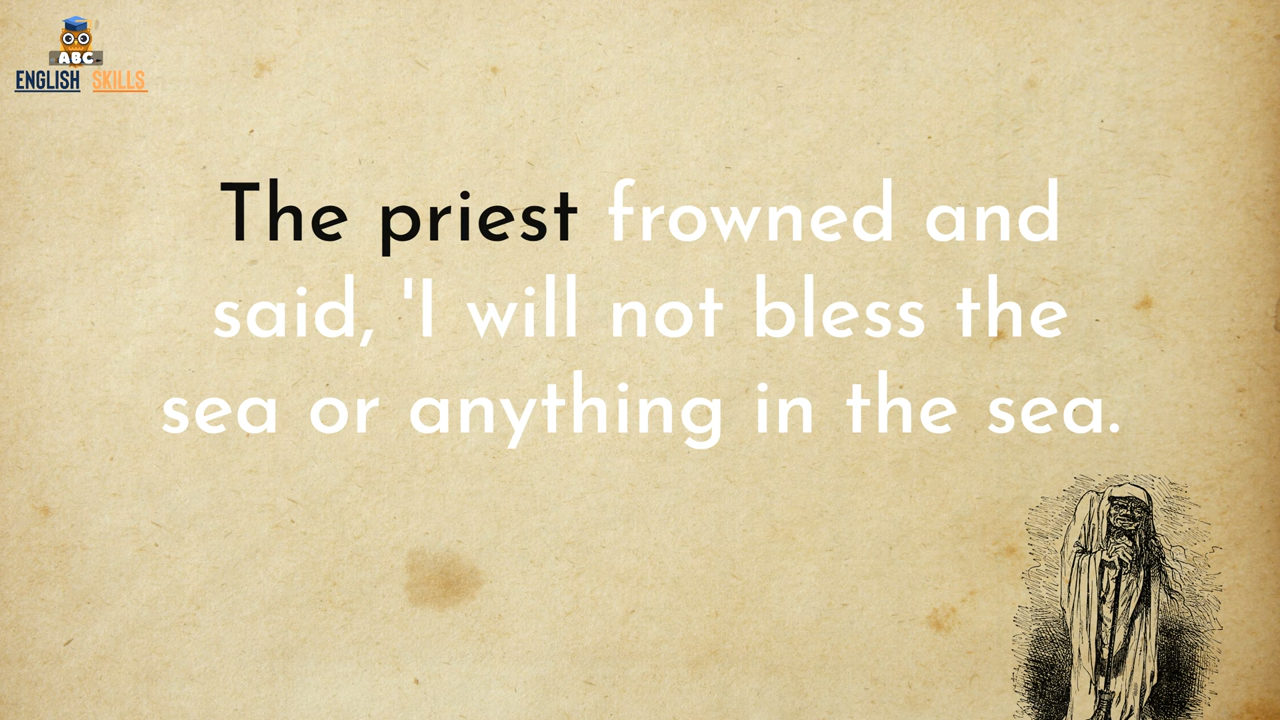 ABC
ENGLISH SKILLS
The priest frowned and
said, 'I will not bless the
sea or anything in the sea.